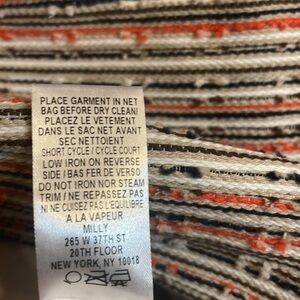 PLACE GARMENT IN NET
BAG BEFORE DRY CLEAN!
PLACEZ LE VETEMENT
DANS LE SAC NET AVANT
SEC NETTOIENT
SHORT CYCLE / CYCLE COURT
LOW IRON ON REVERSE
SIDE / BAS FER DE VERSO
DO NOT IRON NOR STEAM
TRIM / NE REPASSEZ PAS
NI NE CUISEZ PAS L'EQUILIBRE
A LA VAPEUR
MILLY
265 W 37TH ST
20TH FLOOR
NEW YORK, NY 10018